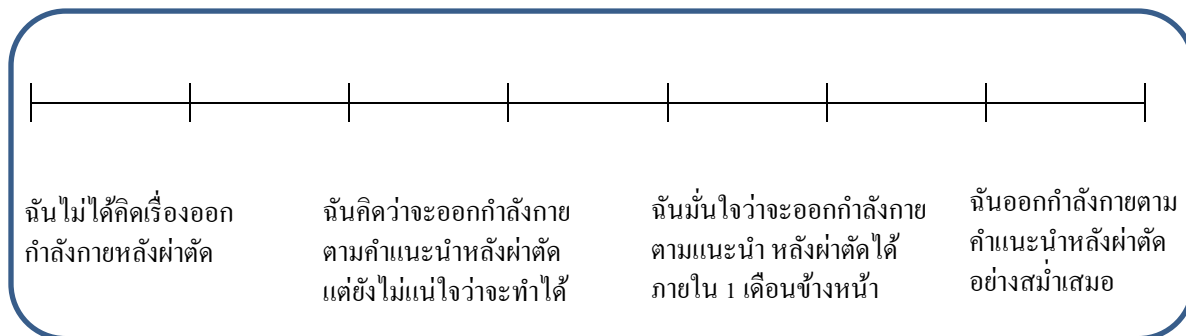 ฉันไม่ได้คิดเรื่องออก
กำลังกายหลังผ่าตัด
ฉันคิดว่าจะออกกำลังกาย
ตามคำแนะนำหลังผ่าตัด
แต่ยังไม่แน่ใจว่าจะทำได้
ฉันมั่นใจว่าจะออกกำลังกาย
ตามแนะนำ หลังผ่าตัดได้
ภายใน 1 เดือนข้างหน้า
ฉันออกกำลังกายตาม
คำแนะนำหลังผ่าตัด
อย่างสม่ำเสมอ